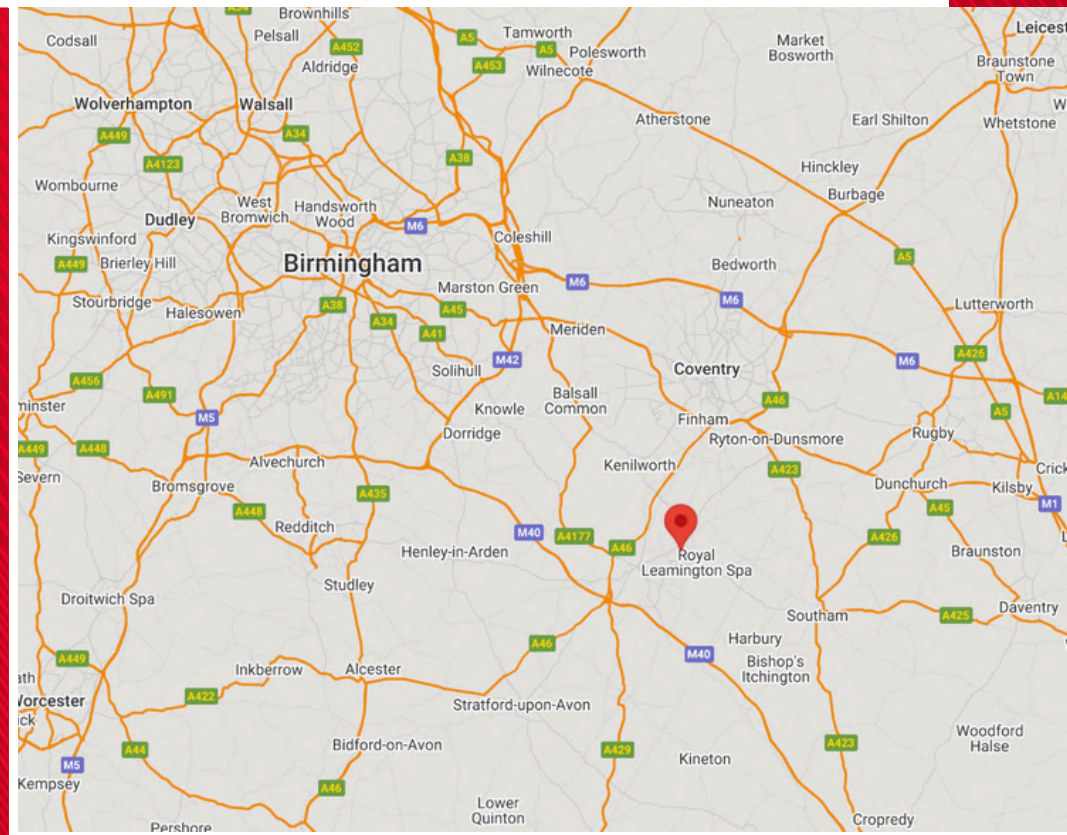 A34
Brownhills
Codsall
Pelsall
A452
A5
Tamworth
A5
Polesworth
Market
Bosworth
Leicest
Aldridge
A453
Wilnecote
Braunstone
Town
Wolverhampton
Walsall
A449
A34
Atherstone
Earl Shilton
Whetstone
A4123
A38
Hinckley
Wombourne
Burbage
West
Bromwich
Handsworth
Wood
Nuneaton
Dudley
M6
Kingswinford
Coleshill
A449
Brierley Hill
Birmingham
Bedworth
A5
Stourbridge
Halesowen
A38
Marston Green
M6
M6
Lutterworth
A34
A45
A41
Meriden
M42
A426
Solihull
Coventry
M6
A456
A491
Knowle
Balsall
Common
A46
A14
minster
M5
A5
Finham
Dorridge
Ryton-on-Dunsmore
Rugby
A449
A448
Alvechurch
Kenilworth
A423
Crick
Severn
Bromsgrove
A435
Dunchurch
Kilsby
A448
Redditch
M40
A4177
A46
A45
M1
Henley-in-Arden
A426
Royal
Leamington Spa
Braunston
Studley
Droitwich Spa
Southam
A425
Daventry
A46
Harbury
M40
A449
Inkberrow
Alcester
Bishop's
Itchington
ath
A422
Worcester
ick
Stratford-upon-Avon
Woodford
Halse
A44
Bidford-on-Avon
A429
A423
Kineton
M5
Kempsey
A46
Lower
Quinton
Cropredy
Pershore